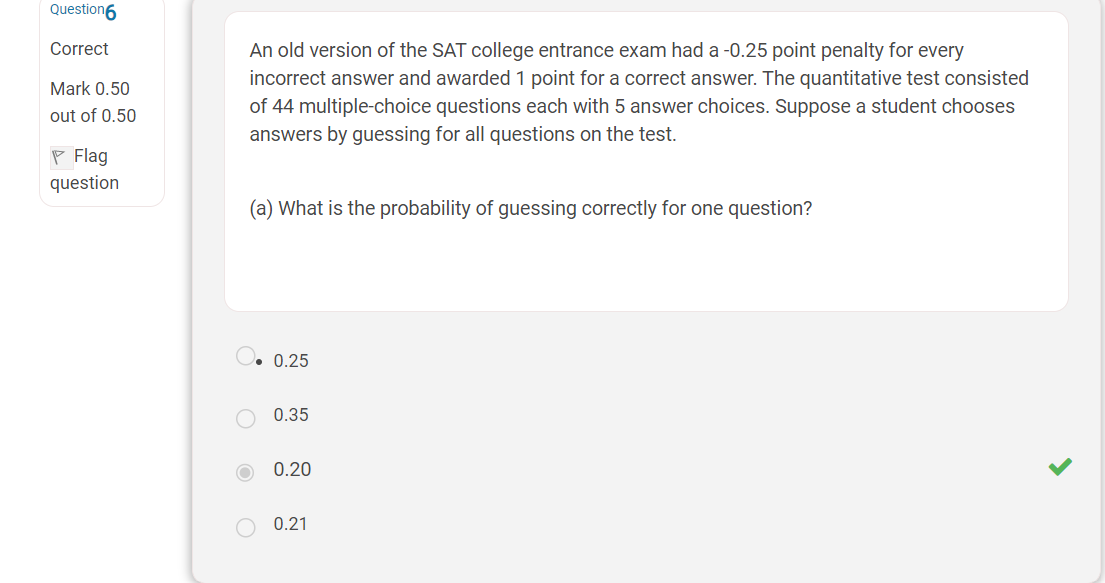 Question 6
Correct
Mark 0.50
out of 0.50
Flag
question
An old version of the SAT college entrance exam had a -0.25 point penalty for every
incorrect answer and awarded 1 point for a correct answer. The quantitative test consisted
of 44 multiple-choice questions each with 5 answer choices. Suppose a student chooses
answers by guessing for all questions on the test.
(a) What is the probability of guessing correctly for one question?
0.25
0.35
0.20
0.21